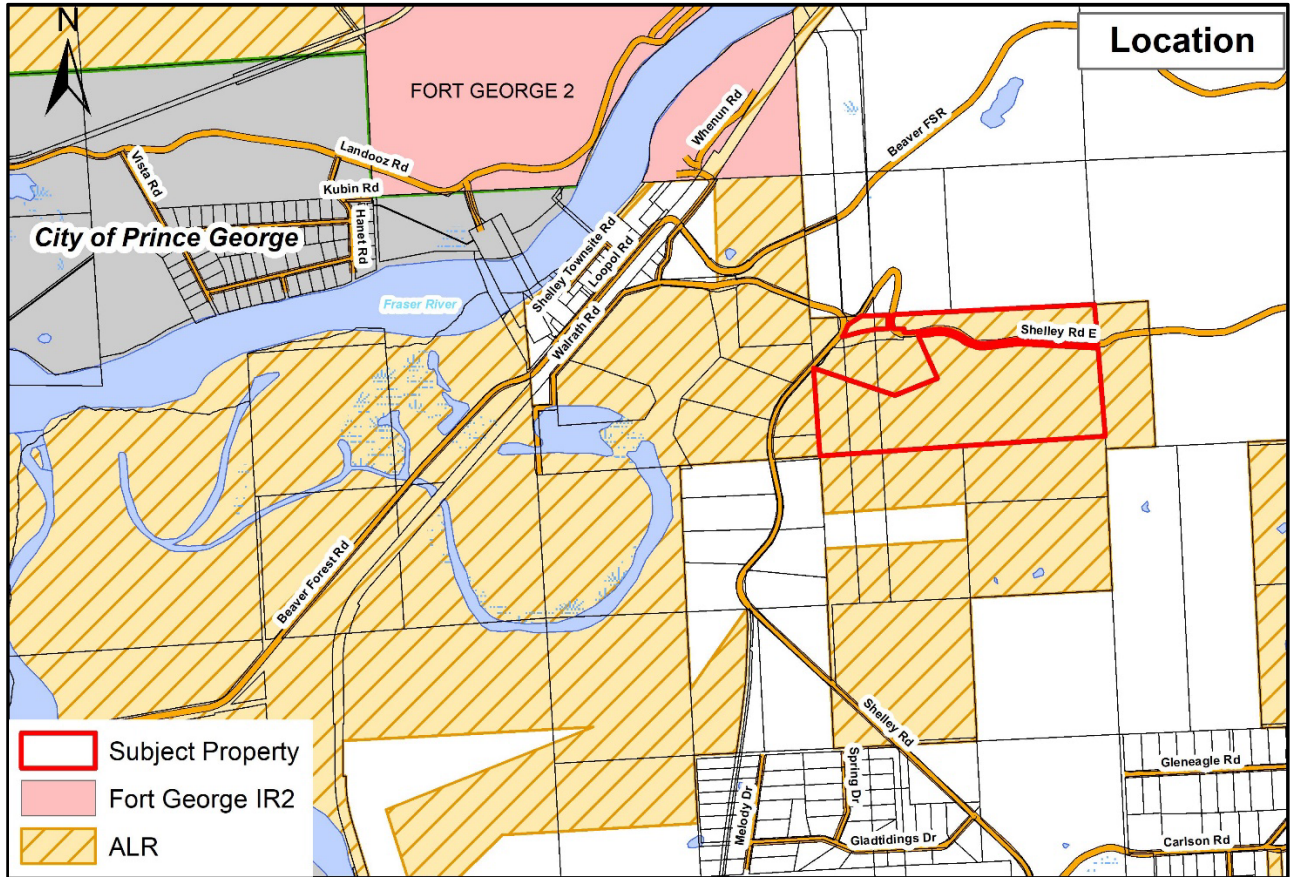 N
Location
FORT GEORGE 2
Whenun Rd
Beaver FSR
Landooz Rd
Vista Rd
Kubin Rd
Hanet Rd
City of Prince George
Shelley Townsite Rd
Loopol Rd
Fraser River
Walrath Rd
Shelley Rd E
Beaver Forest Rd
Shelley Rd
Spring Dr
Melody Dr
Gleneagle Rd
Gladtidings Dr
Carlson Rd
Subject Property
Fort George IR2
ALR